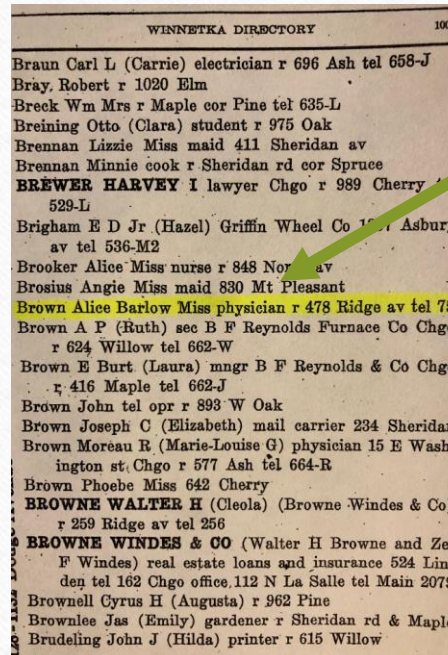 WINNETKA DIRECTORY 100
Braun Carl L (Carrie) electrician r 696 Ash tel 658-J
Bray, Robert r 1020 Elm
Breck Wm Mrs r Maple cor Pine tel 635-L
Breining Otto (Clara) student r 975 Oak
Brennan Lizzie Miss maid 411 Sheridan av
Brennan Minnie cook r Sheridan rd cor Spruce
BREWER HARVEY I lawyer Chgo r 989 Cherry
529-L
Brigham E D Jr (Hazel) Griffin Wheel Co Asbury
av tel 536-M2
Brooker Alice Miss nurse r 848 av
Brosius Angie Miss maid 830 Mt Pleasant
Brown Alice Barlow Miss physician r 478 Ridge av tel 75
Brown A P (Ruth) sec B F Reynolds Furnace Co Chgo
r 624 Willow tel 662-W
Brown E Burt (Laura) mngr B F Reynolds & Co Chgo
r 416 Maple tel 662-J
Brown John tel opr r 893 W Oak
Brown Joseph C (Elizabeth) mail carrier 234 Sheridan
Brown Moreau R (Marie-Louise G) physician 15 E Wash-
ington st Chgo r 577 Ash tel 664-R
Brown Phoebe Miss 642 Cherry
BROWNE WALTER H (Cleola) (Browne Windes & Co)
r 259 Ridge av tel 256
BROWNE WINDES & CO (Walter H Browne and Ze
F Windes) real estate loans and insurance 524 Lin-
den tel 162 Chgo office 112 N La Salle tel Main 2079
Brownell Cyrus H (Augusta) r 962 Pine
Brownlee Jas (Emily) gardener r Sheridan rd & Maple
Brudeling John J (Hilda) printer r 615 Willow